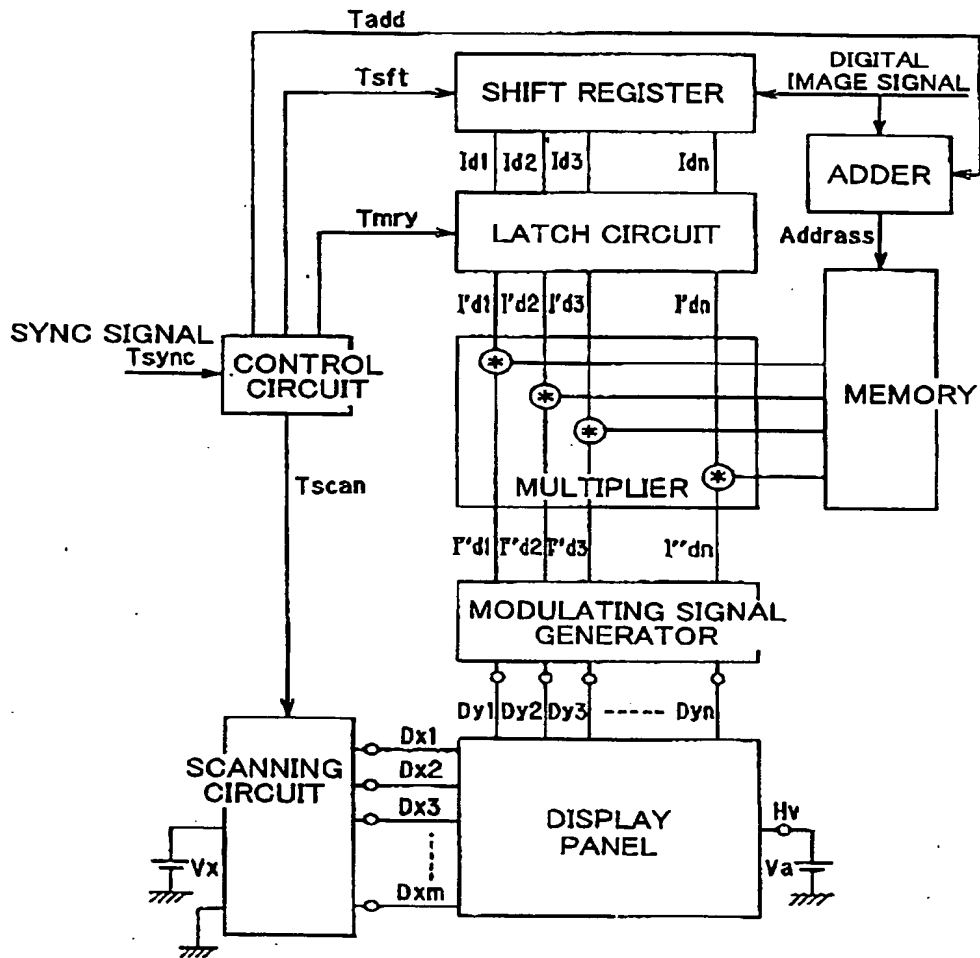 Tadd
Tsft
SHIFT REGISTER
DIGITAL
IMAGE SIGNAL
Id1 Id2 Id3 Idn
ADDER
Tmry
LATCH CIRCUIT
Addrass
I'd1 I'd2 I'd3 I'dn
SYNC SIGNAL
Tsync
CONTROL
CIRCUIT
* * * *
MEMORY
MULTIPLIER
Tscan
I''d1 I''d2 I''d3 I''dn
MODULATING SIGNAL
GENERATOR
Dy1 Dy2 Dy3 ----- Dyn
SCANNING
CIRCUIT
Dx1
Dx2
Dx3
Dxm
DISPLAY
PANEL
Hv
Vx
Va